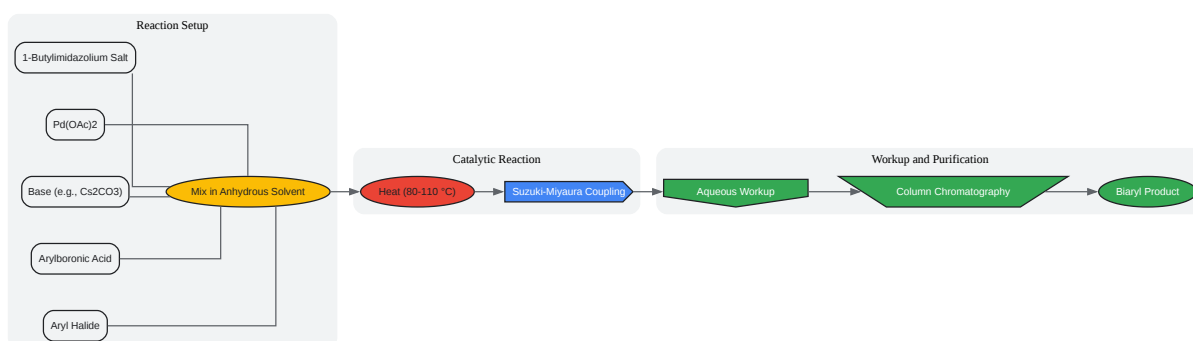 Reaction Setup
1-Butylimidazolium Salt
Pd(OAc)2
Base (e.g., Cs2CO3)
Arylboronic Acid
Aryl Halide
Mix in Anhydrous Solvent
Catalytic Reaction
Heat (80-110 °C)
Suzuki-Miyaura Coupling
Workup and Purification
Aqueous Workup
Column Chromatography
Biaryl Product